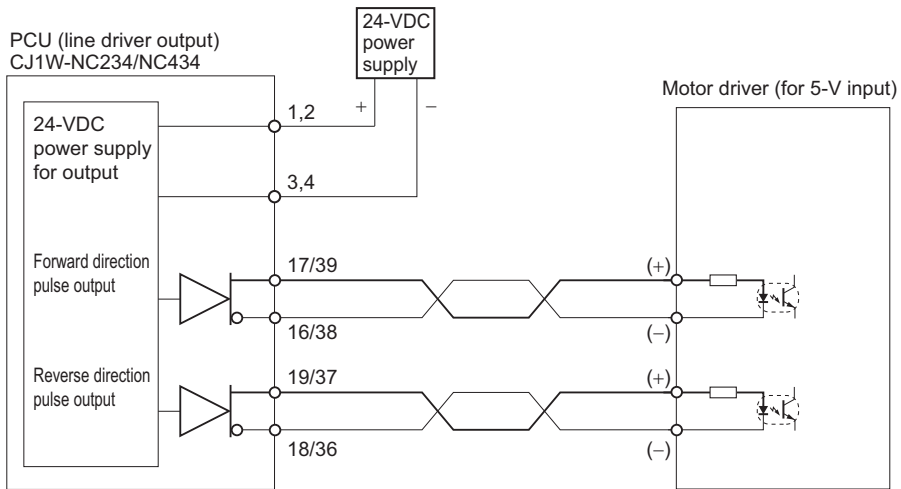 24-VDC
power
supply
PCU (line driver output)
CJ1W-NC234/NC434
Motor driver (for 5-V input)
+
−
1,2
24-VDC
power supply
for output
3,4
Forward direction
pulse output
17/39
(+)
16/38
(−)
Reverse direction
pulse output
19/37
(+)
18/36
(−)